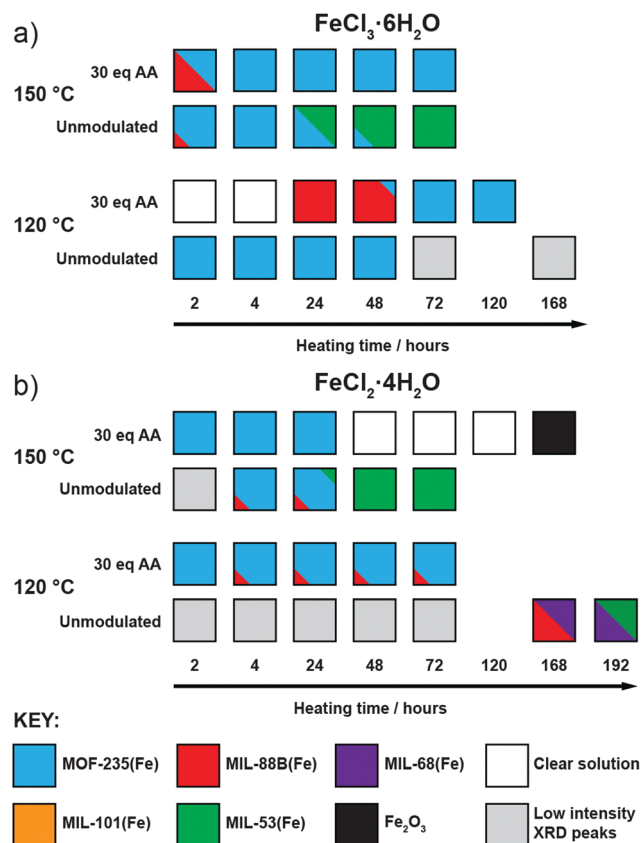 a)
FeCl₃·6H₂O
150 °C
30 eq AA
Unmodulated
120 °C
30 eq AA
Unmodulated
2 4 24 48 72 120 168
Heating time / hours
b)
FeCl₂·4H₂O
150 °C
30 eq AA
Unmodulated
120 °C
30 eq AA
Unmodulated
2 4 24 48 72 120 168 192
Heating time / hours
KEY:
MOF-235(Fe) MIL-88B(Fe) MIL-68(Fe) Clear solution
MIL-101(Fe) MIL-53(Fe) Fe₂O₃ Low intensity
XRD peaks